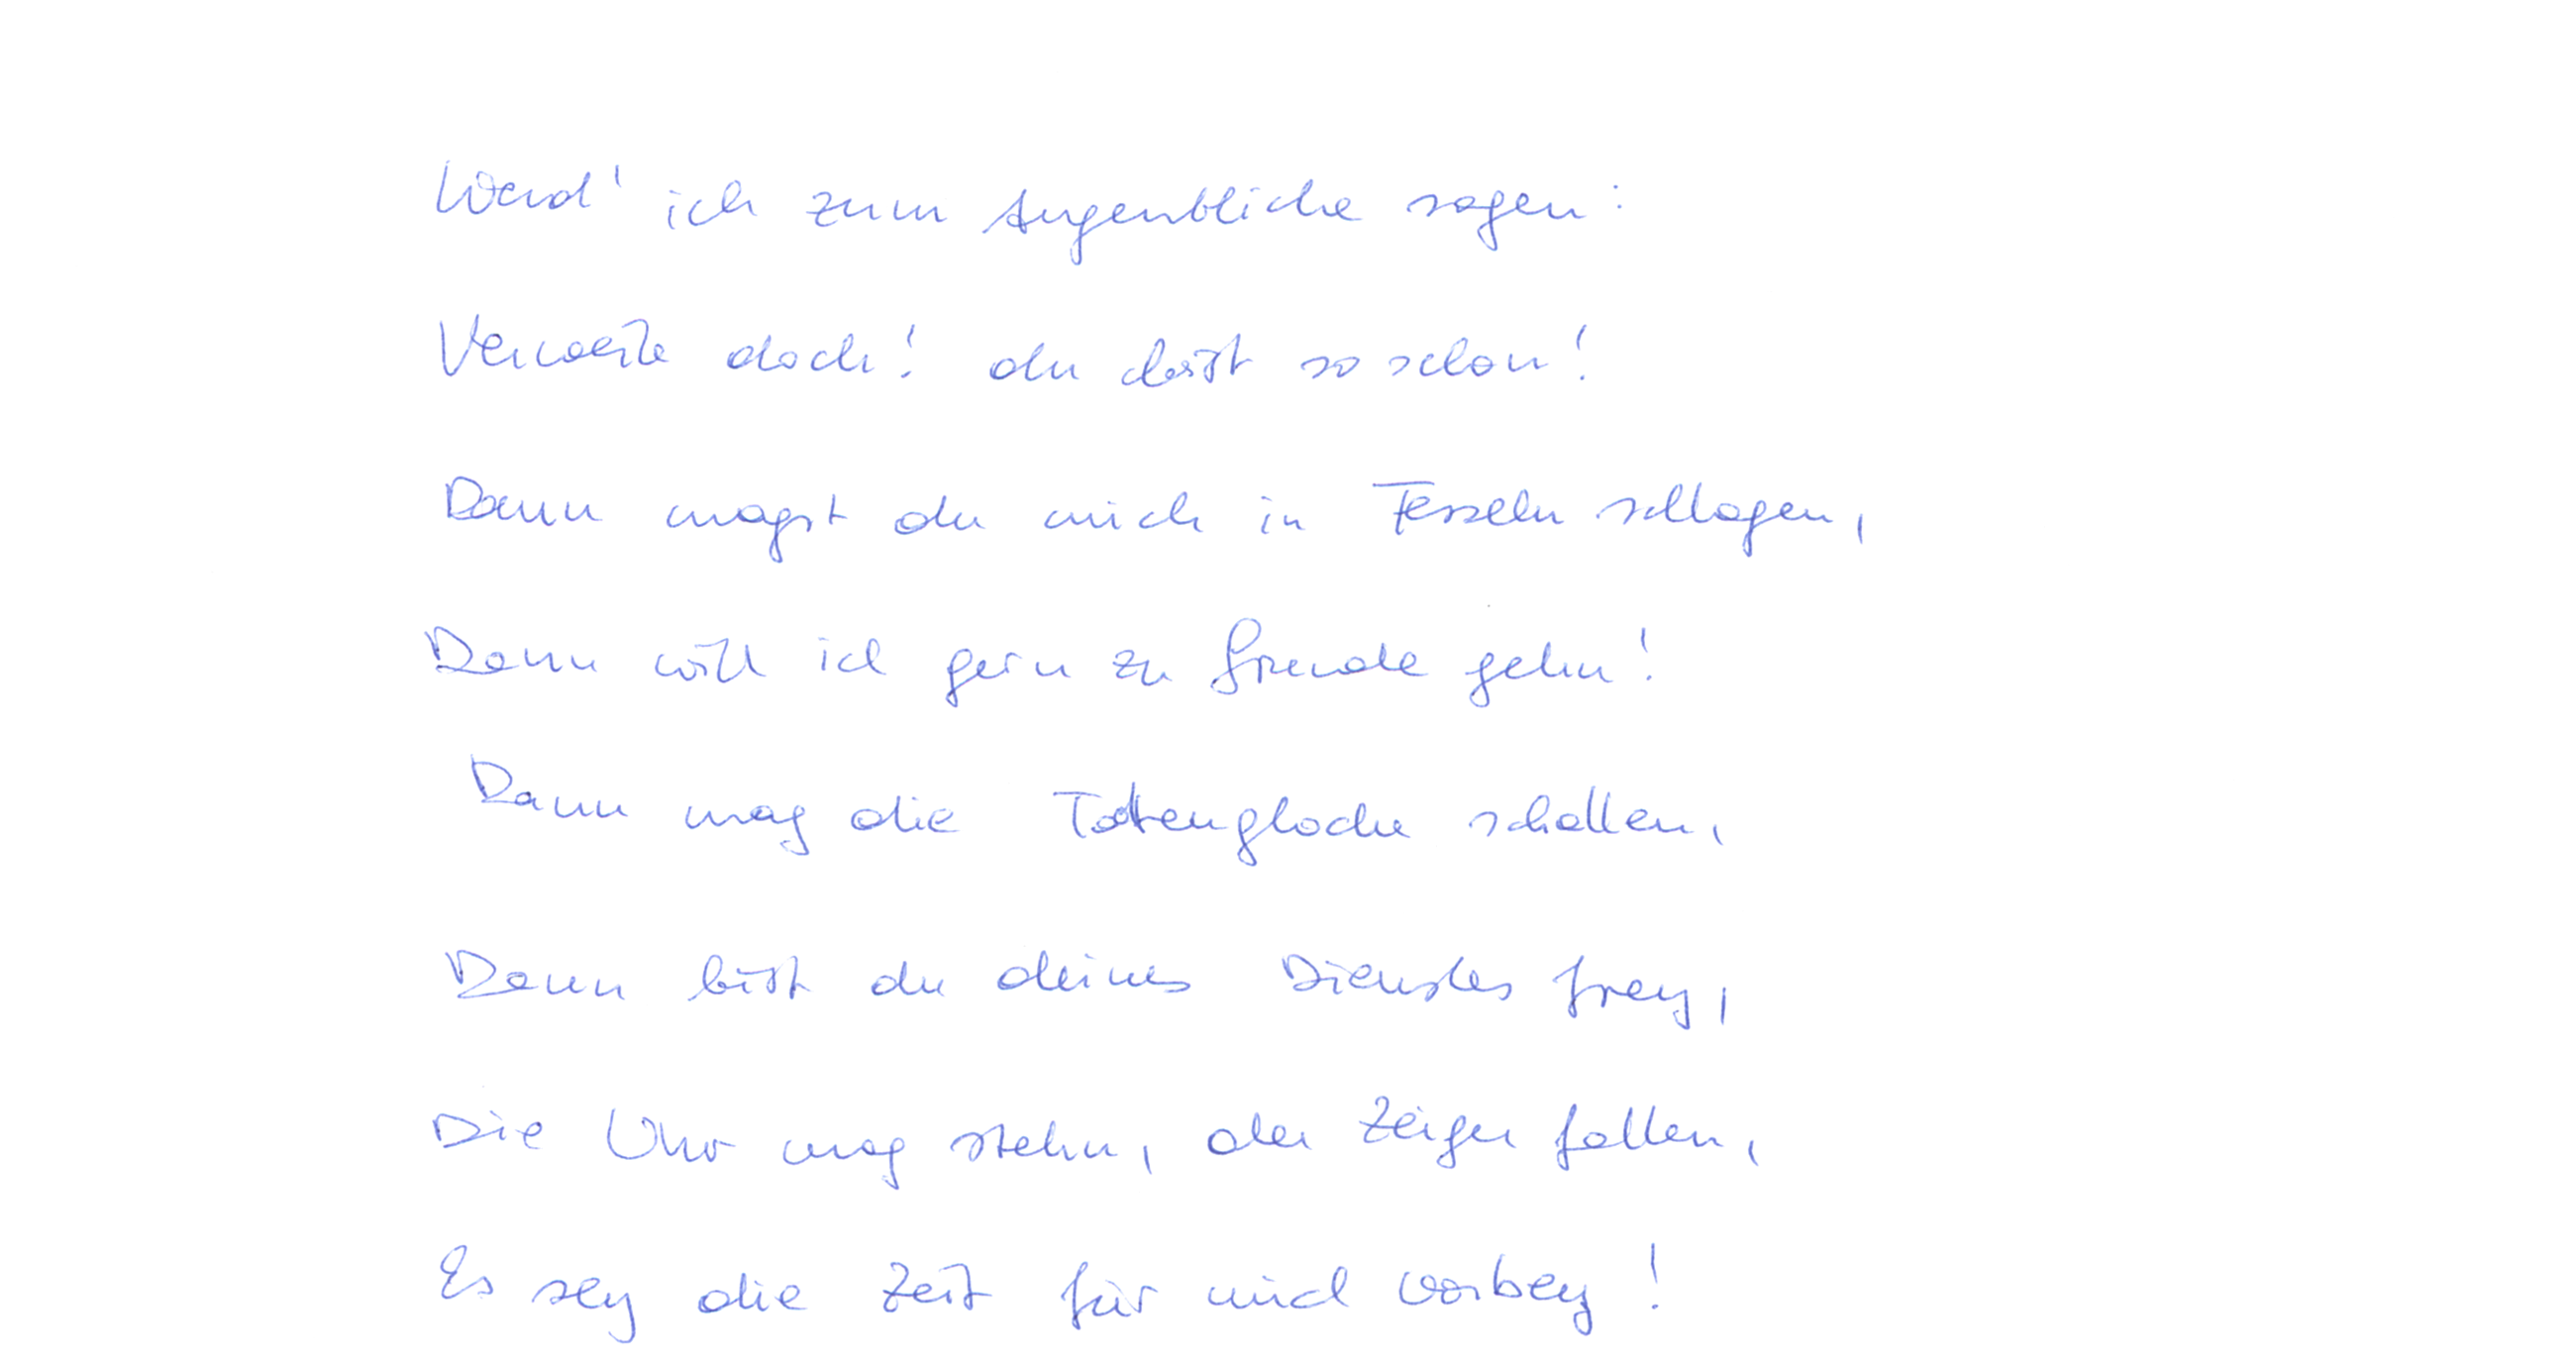 Werd' ich zum Augenblicke sagen:
Verweile doch! du bist so schön!
Dann magst du mich in Fesseln schlagen,
Dann will ich gern zu Grunde gehn!
Dann mag die Totenglocke schallen,
Dann bist du deines Dienstes frey,
Die Uhr mag stehn, der Zeiger fallen,
Es sey die Zeit für mich vorbey!